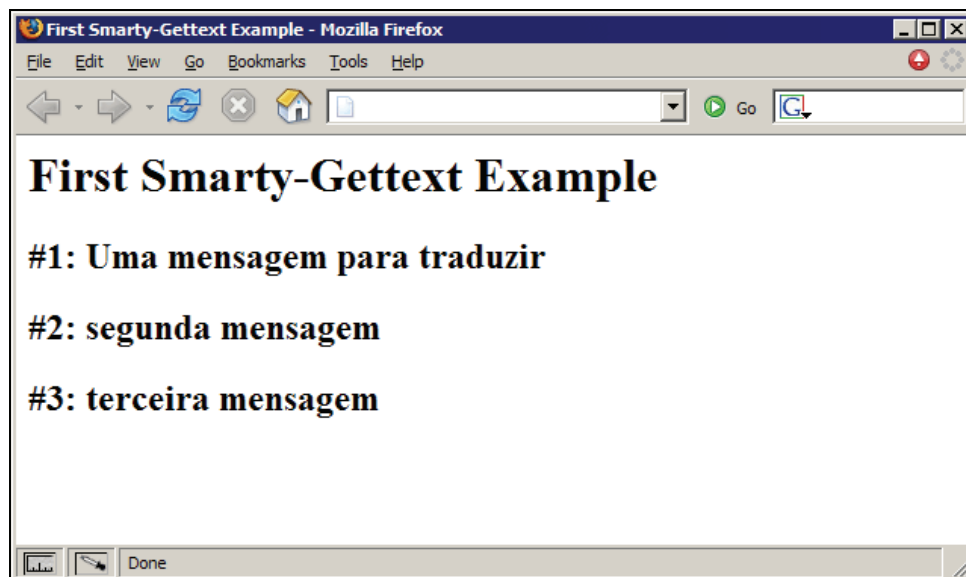 First Smarty-Gettext Example - Mozilla Firefox
File Edit View Go Bookmarks Tools Help
Go G
First Smarty-Gettext Example
#1: Uma mensagem para traduzir
#2: segunda mensagem
#3: terceira mensagem
Done